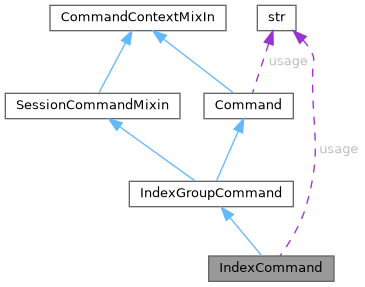 CommandContextMixIn
str
usage
SessionCommandMixin
Command
usage
IndexGroupCommand
IndexCommand